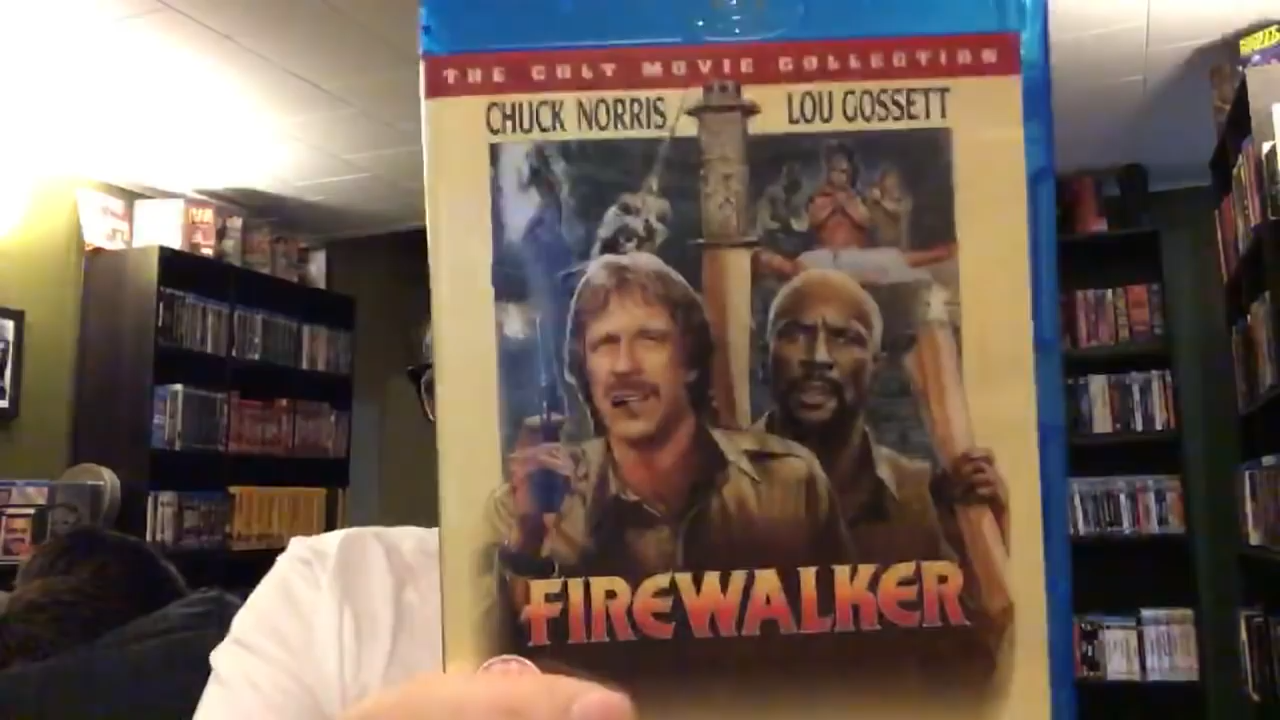 THE CULT MOVIE COLLECTION
CHUCK NORRIS
LOU GOSSETT
FIREWALKER